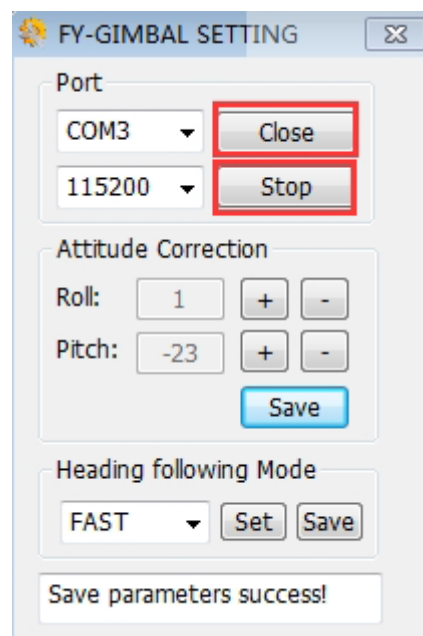 FY-GIMBAL SETTING
Port
COM3 Close
115200 Stop
Attitude Correction
Roll: 1 + -
Pitch: -23 + -
Save
Heading following Mode
FAST Set Save
Save parameters success!